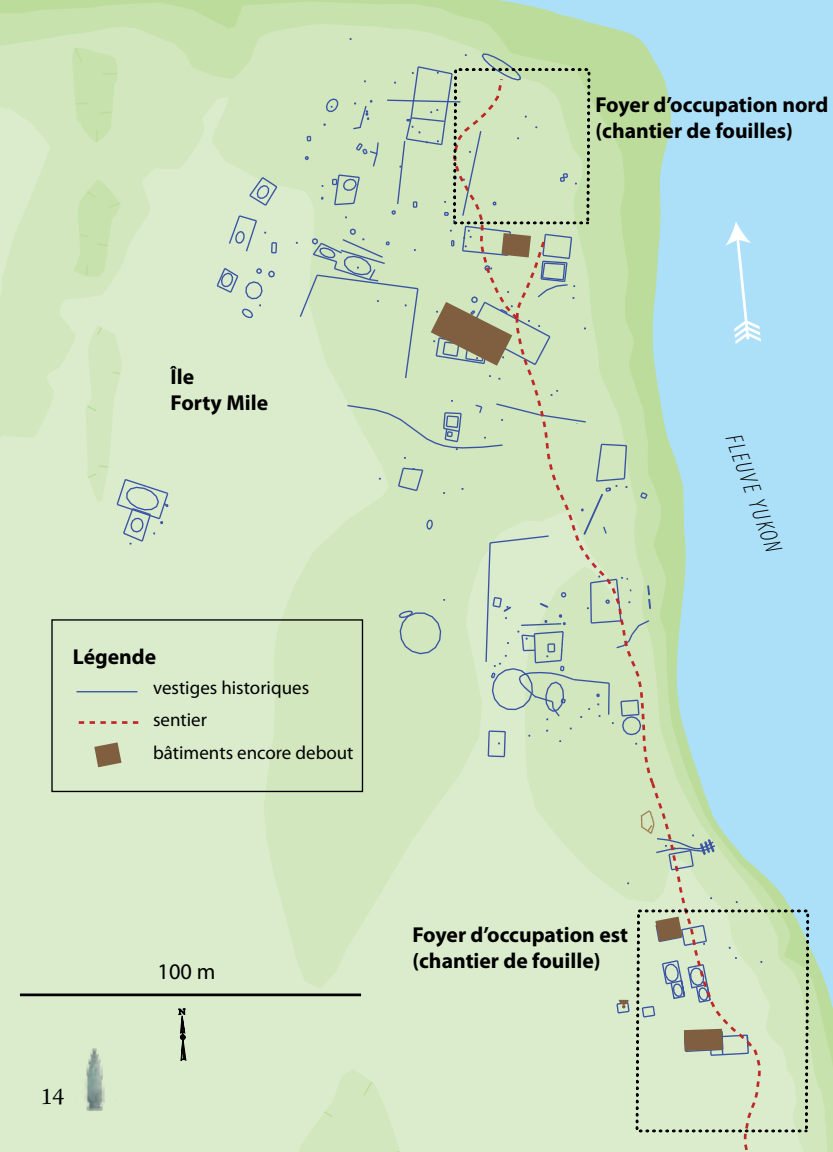 Foyer d’occupation nord
(chantier de fouilles)
Île
Forty Mile
FLEUVE YUKON
Légende
vestiges historiques
sentier
bâtiments encore debout
Foyer d’occupation est
(chantier de fouille)
100 m
N
14